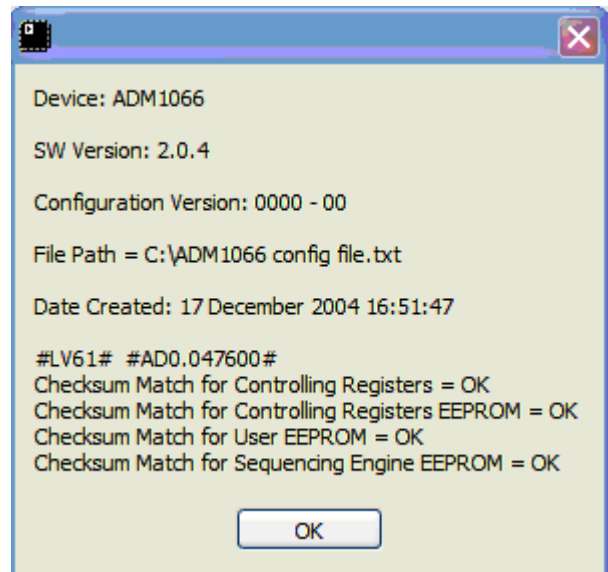 Device: ADM1066
SW Version: 2.0.4
Configuration Version: 0000 - 00
File Path = C:\ADM1066 config file.txt
Date Created: 17 December 2004 16:51:47
#LV61# #AD0.047600#
Checksum Match for Controlling Registers = OK
Checksum Match for Controlling Registers EEPROM = OK
Checksum Match for User EEPROM = OK
Checksum Match for Sequencing Engine EEPROM = OK
OK